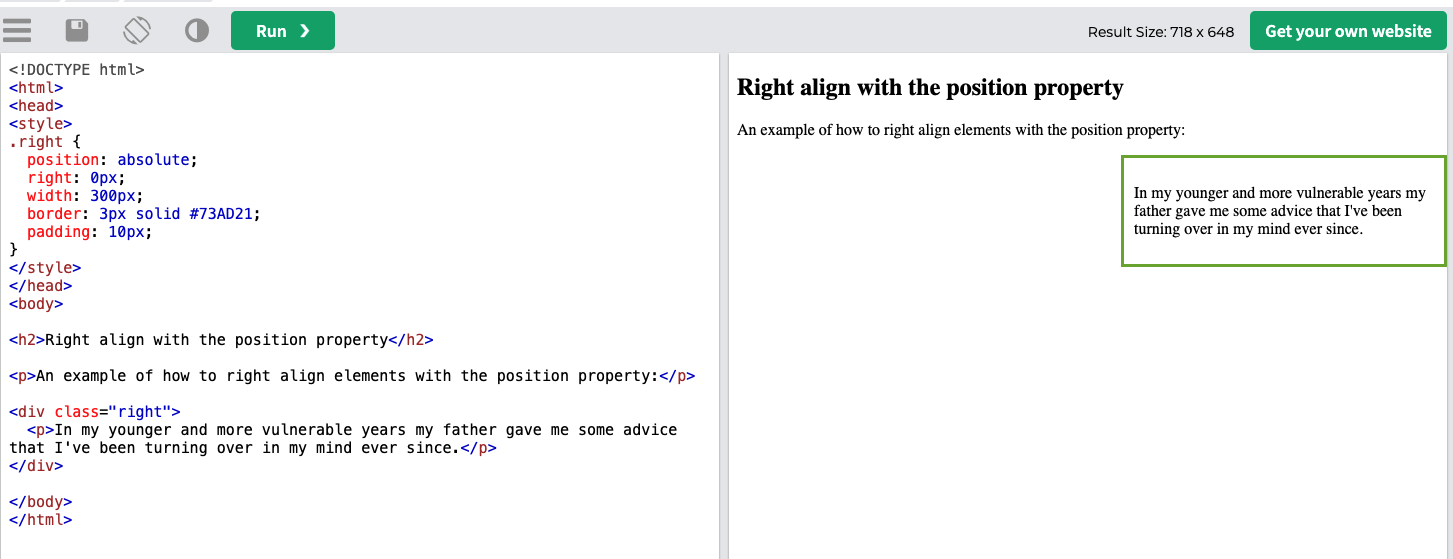 Run ❯
Result Size: 718 x 648
Get your own website
<!DOCTYPE html>
<html>
<head>
<style>
.right {
  position: absolute;
  right: 0px;
  width: 300px;
  border: 3px solid #73AD21;
  padding: 10px;
}
</style>
</head>
<body>

<h2>Right align with the position property</h2>

<p>An example of how to right align elements with the position property:</p>

<div class="right">
  <p>In my younger and more vulnerable years my father gave me some advice
that I've been turning over in my mind ever since.</p>
</div>

</body>
</html>
Right align with the position property
An example of how to right align elements with the position property:
In my younger and more vulnerable years my
father gave me some advice that I've been
turning over in my mind ever since.